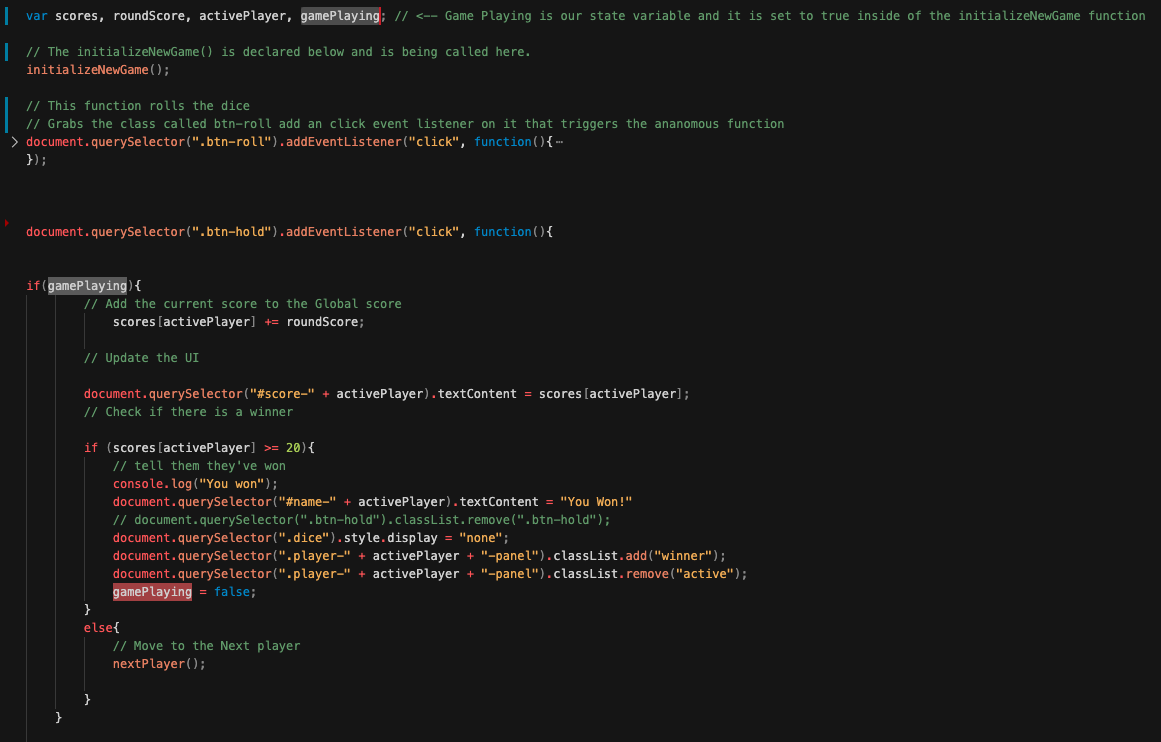 var scores, roundScore, activePlayer, gamePlaying; // <-- Game Playing is our state variable and it is set to true inside of the initializeNewGame function
// The initializeNewGame() is declared below and is being called here.
initializeNewGame();
// This function rolls the dice
// Grabs the class called btn-roll add an click event listener on it that triggers the ananomous function
document.querySelector(".btn-roll").addEventListener("click", function(){⋯
});
document.querySelector(".btn-hold").addEventListener("click", function(){
if(gamePlaying){
// Add the current score to the Global score
scores[activePlayer] += roundScore;
// Update the UI
document.querySelector("#score-" + activePlayer).textContent = scores[activePlayer];
// Check if there is a winner
if (scores[activePlayer] >= 20){
// tell them they've won
console.log("You won");
document.querySelector("#name-" + activePlayer).textContent = "You Won!"
// document.querySelector(".btn-hold").classList.remove(".btn-hold");
document.querySelector(".dice").style.display = "none";
document.querySelector(".player-" + activePlayer + "-panel").classList.add("winner");
document.querySelector(".player-" + activePlayer + "-panel").classList.remove("active");
gamePlaying = false;
}
else{
// Move to the Next player
nextPlayer();
}
}